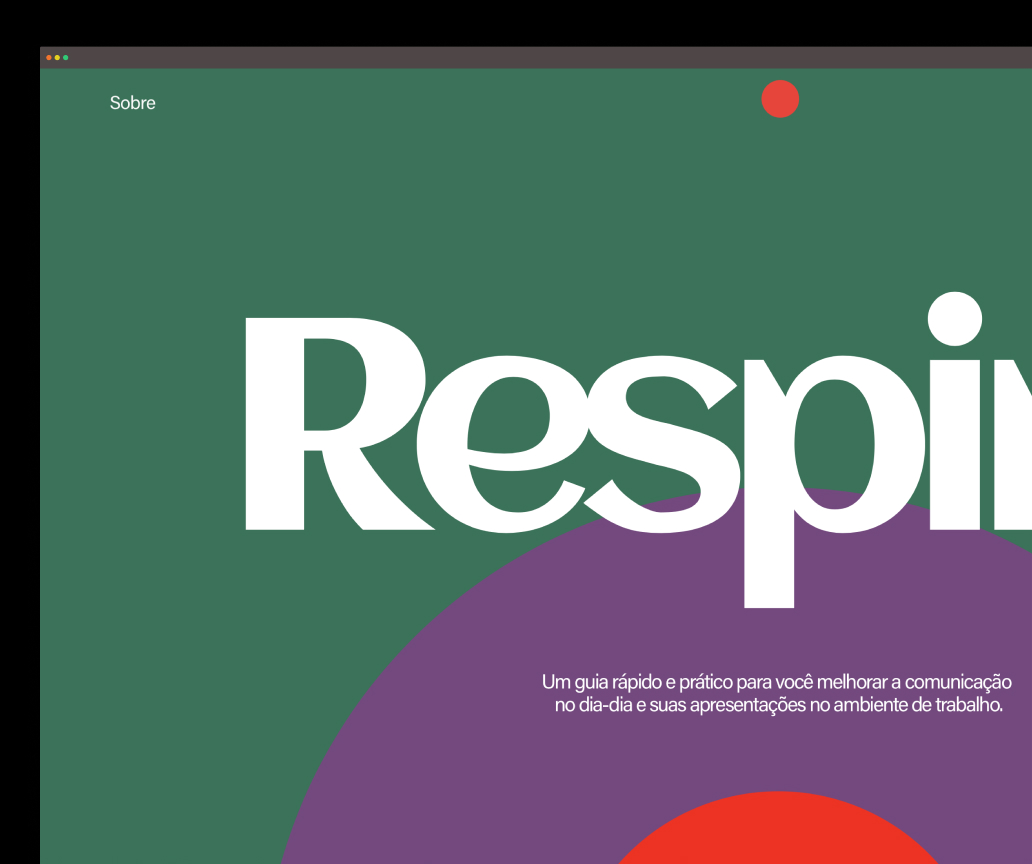 Sobre
Respi
Um guia rápido e prático para você melhorar a comunicação
no dia-dia e suas apresentações no ambiente de trabalho.